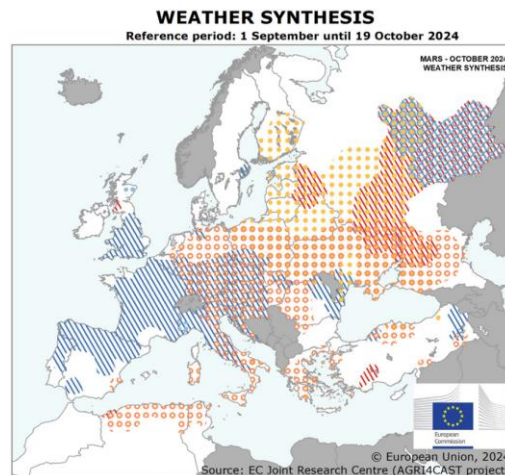 WEATHER SYNTHESIS
Reference period: 1 September until 19 October 2024
MARS - OCTOBER 2024
WEATHER SYNTHESIS
European
Commission
© European Union, 2024
Source: EC Joint Research Centre (AGRI4CAST project